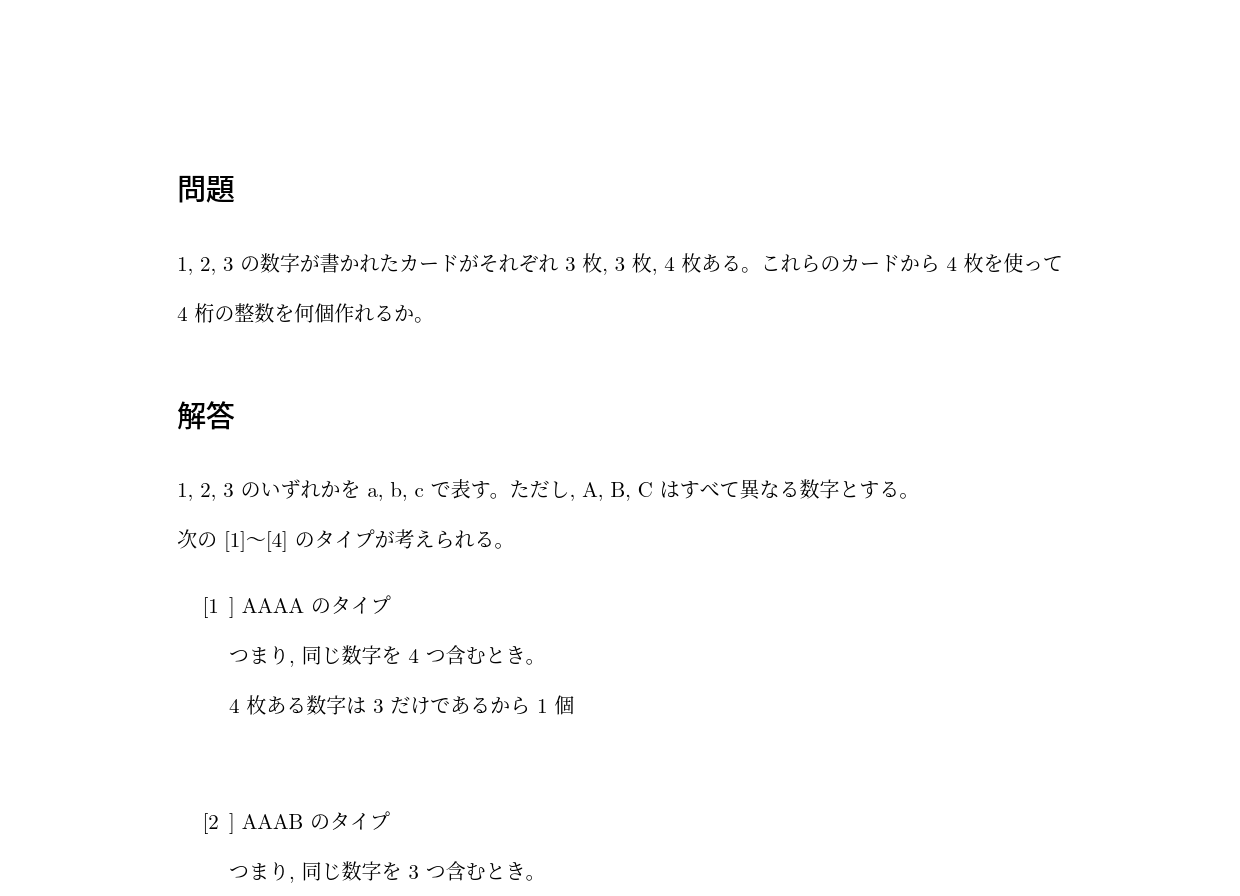 問題
1, 2, 3 の数字が書かれたカードがそれぞれ 3 枚, 3 枚, 4 枚ある。これらのカードから 4 枚を使って
4 桁の整数を何個作れるか。
解答
1, 2, 3 のいずれかを a, b, c で表す。ただし, A, B, C はすべて異なる数字とする。
次の [1]〜[4] のタイプが考えられる。
[1 ] AAAA のタイプ
つまり, 同じ数字を 4 つ含むとき。
4 枚ある数字は 3 だけであるから 1 個
[2 ] AAAB のタイプ
つまり, 同じ数字を 3 つ含むとき。